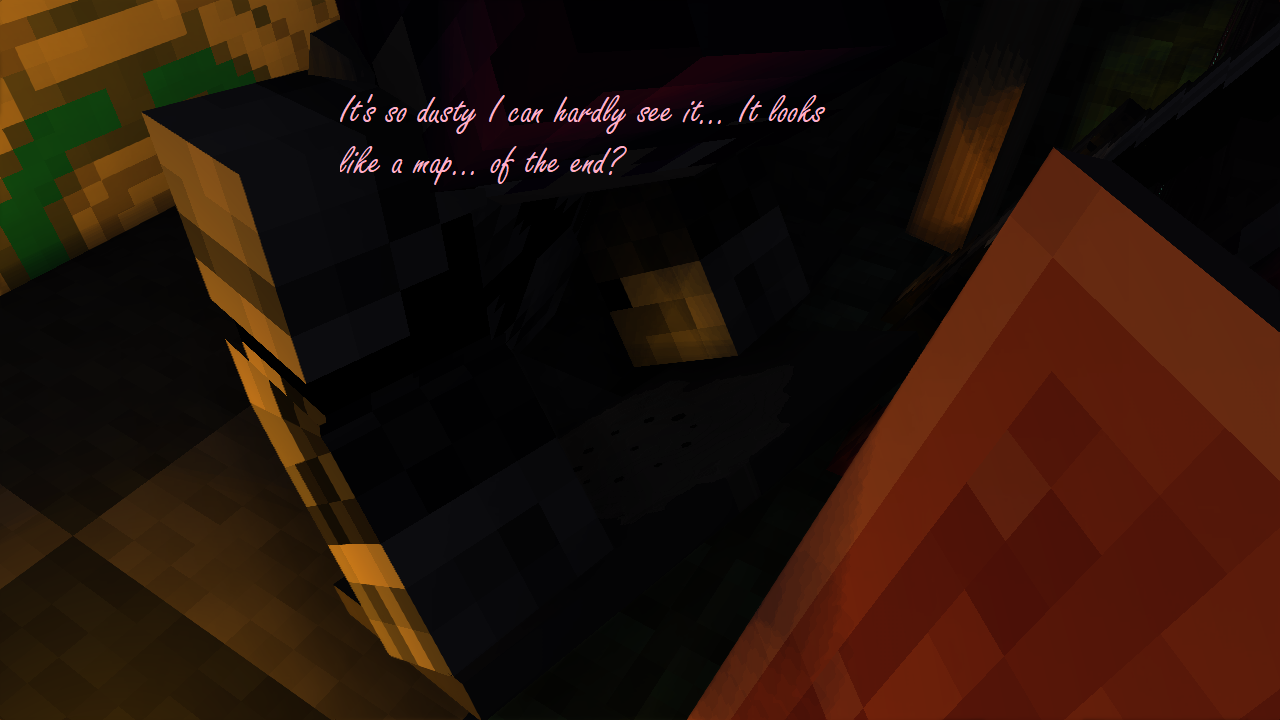 It's so dusty I can hardly see it... It looks
like a map... of the end?